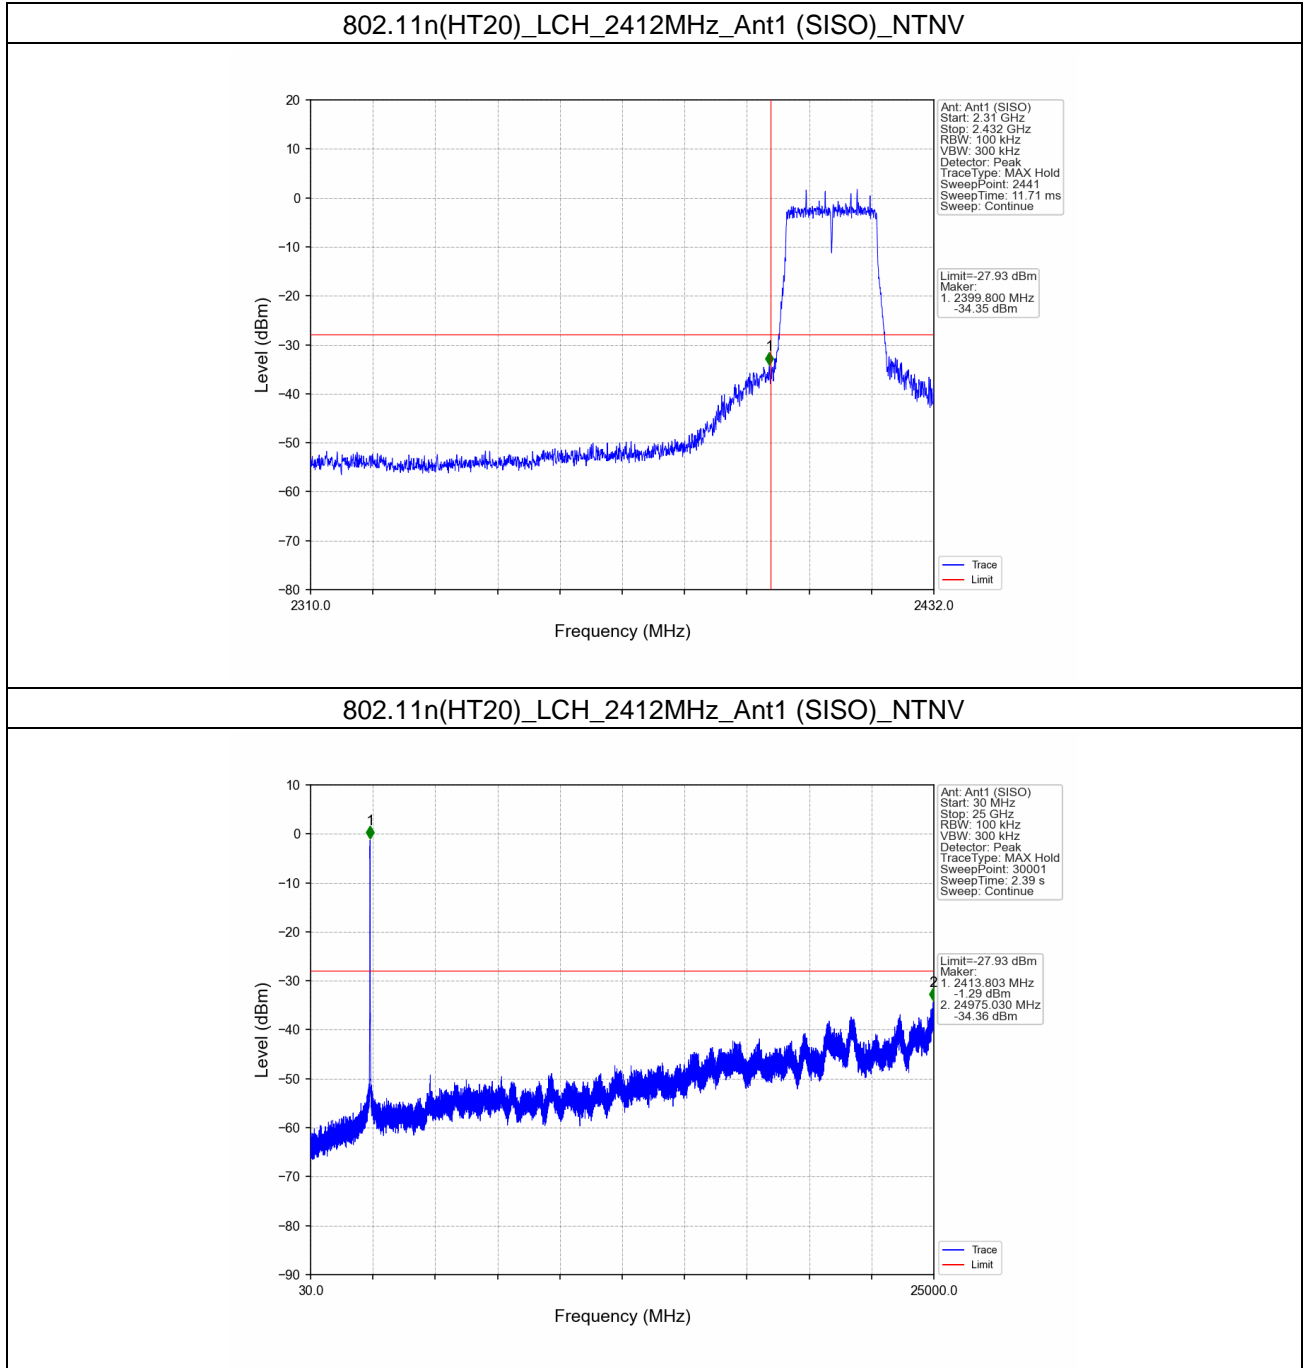 802.11n(HT20)_LCH_2412MHz_Ant1 (SISO)_NTNV
20
10
0
−10
−20
−30
−40
−50
−60
−70
−80
Level (dBm)
1
2310.0
2432.0
Frequency (MHz)
Ant: Ant1 (SISO)
Start: 2.31 GHz
Stop: 2.432 GHz
RBW: 100 kHz
VBW: 300 kHz
Detector: Peak
TraceType: MAX Hold
SweepPoint: 2441
SweepTime: 11.71 ms
Sweep: Continue
Limit=-27.93 dBm
Maker:
1. 2399.800 MHz
-34.35 dBm
Trace
Limit
802.11n(HT20)_LCH_2412MHz_Ant1 (SISO)_NTNV
10
0
−10
−20
−30
−40
−50
−60
−70
−80
−90
Level (dBm)
1
2
30.0
25000.0
Frequency (MHz)
Ant: Ant1 (SISO)
Start: 30 MHz
Stop: 25 GHz
RBW: 100 kHz
VBW: 300 kHz
Detector: Peak
TraceType: MAX Hold
SweepPoint: 30001
SweepTime: 2.39 s
Sweep: Continue
Limit=-27.93 dBm
Maker:
1. 2413.803 MHz
-1.29 dBm
2. 24975.030 MHz
-34.36 dBm
Trace
Limit